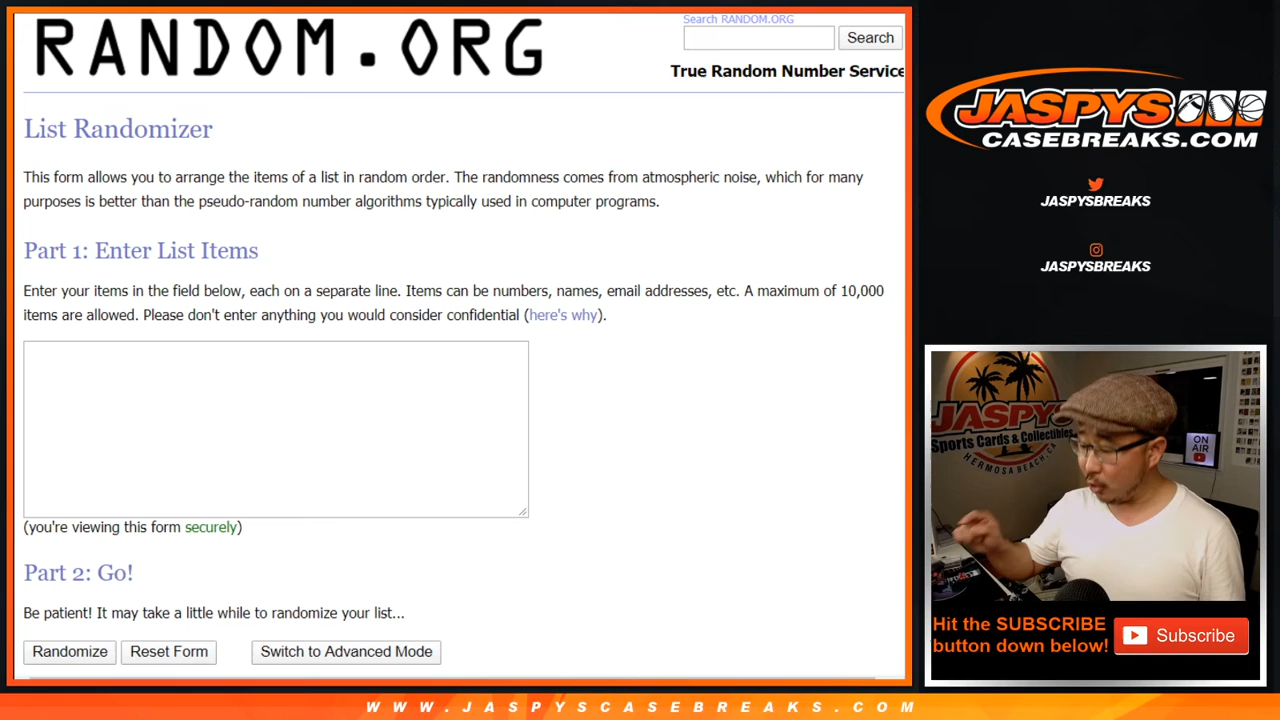 RANDOM.ORG
Search RANDOM.ORG
Search
True Random Number Service
List Randomizer
This form allows you to arrange the items of a list in random order. The randomness comes from atmospheric noise, which for many
purposes is better than the pseudo-random number algorithms typically used in computer programs.
Part 1: Enter List Items
Enter your items in the field below, each on a separate line. Items can be numbers, names, email addresses, etc. A maximum of 10,000
items are allowed. Please don't enter anything you would consider confidential (here's why).
(you're viewing this form securely)
Part 2: Go!
Be patient! It may take a little while to randomize your list...
Randomize
Reset Form
Switch to Advanced Mode
JASPYS
CASEBREAKS.COM
JASPYSBREAKS
JASPYSBREAKS
JASPYS
Sports Cards & Collectibles
HERMOSA BEACH, CA
ON
AIR
Hit the SUBSCRIBE
button down below!
Subscribe
WWW.JASPYSCASEBREAKS.COM